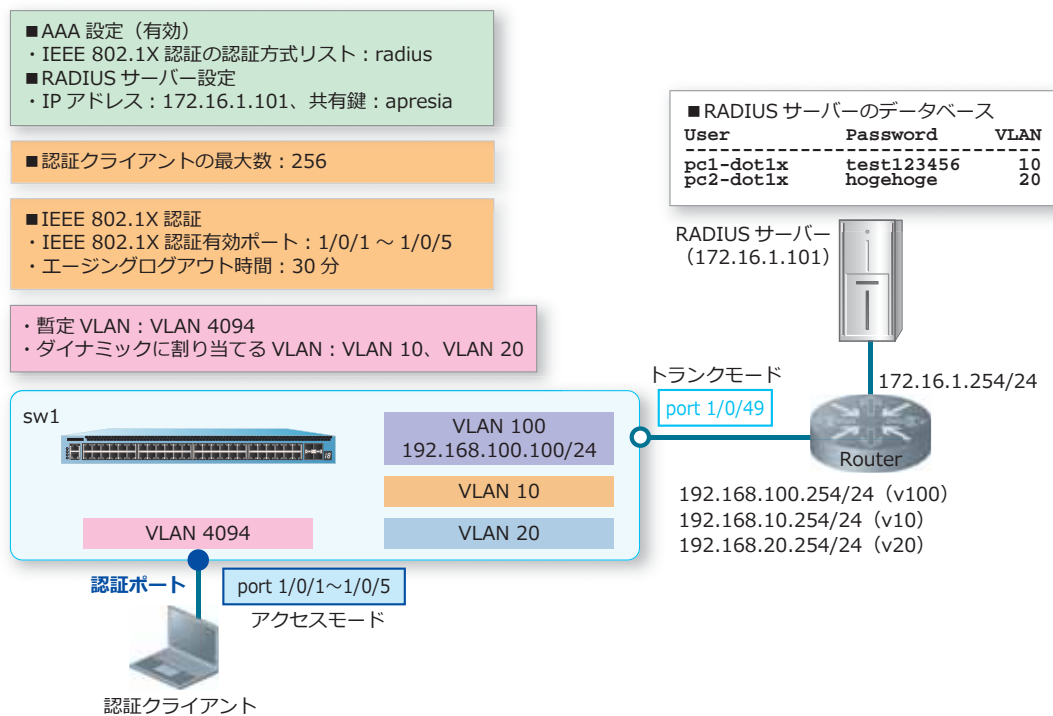 ■AAA 設定（有効）
・IEEE 802.1X 認証の認証方式リスト：radius
■RADIUS サーバー設定
・IP アドレス：172.16.1.101、共有鍵：apresia
■認証クライアントの最大数：256
■IEEE 802.1X 認証
・IEEE 802.1X 認証有効ポート：1/0/1 ～ 1/0/5
・エージングログアウト時間：30 分
・暫定 VLAN：VLAN 4094
・ダイナミックに割り当てる VLAN：VLAN 10、VLAN 20
■RADIUS サーバーのデータベース
User Password VLAN
-----------------------------------
pc1-dot1x test123456 10
pc2-dot1x hogehoge 20
RADIUS サーバー
（172.16.1.101）
172.16.1.254/24
トランクモード
port 1/0/49
Router
192.168.100.254/24（v100）
192.168.10.254/24（v10）
192.168.20.254/24（v20）
sw1
VLAN 100
192.168.100.100/24
VLAN 10
VLAN 20
VLAN 4094
認証ポート
port 1/0/1～1/0/5
アクセスモード
認証クライアント